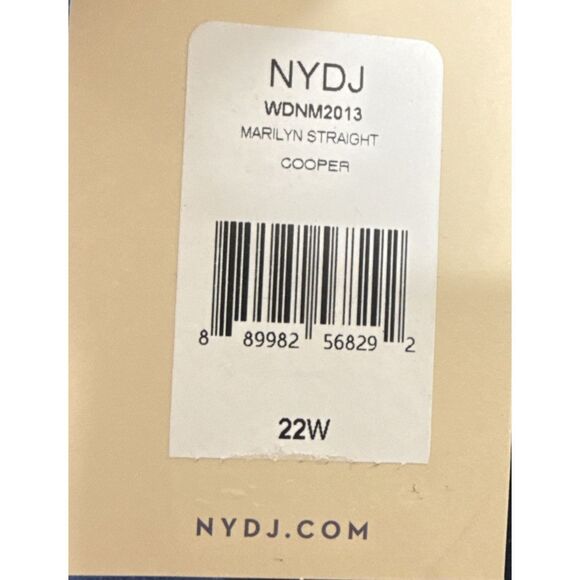 NYDJ
WDNM2013
MARILYN STRAIGHT
COOPER
8 89982 56829 2
22W
NYDJ.COM